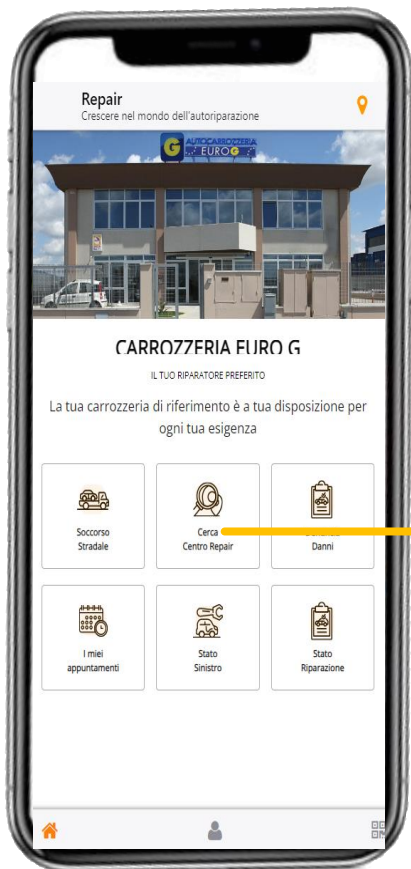 Repair
Crescere nel mondo dell'autoriparazione
G AUTOCARROZZERIA
EURO G
CARROZZERIA EURO G
IL TUO RIPARATORE PREFERITO
La tua carrozzeria di riferimento è a tua disposizione per
ogni tua esigenza
Soccorso
Stradale
Cerca
Centro Repair
Danni
I miei
appuntamenti
Stato
Sinistro
Stato
Riparazione